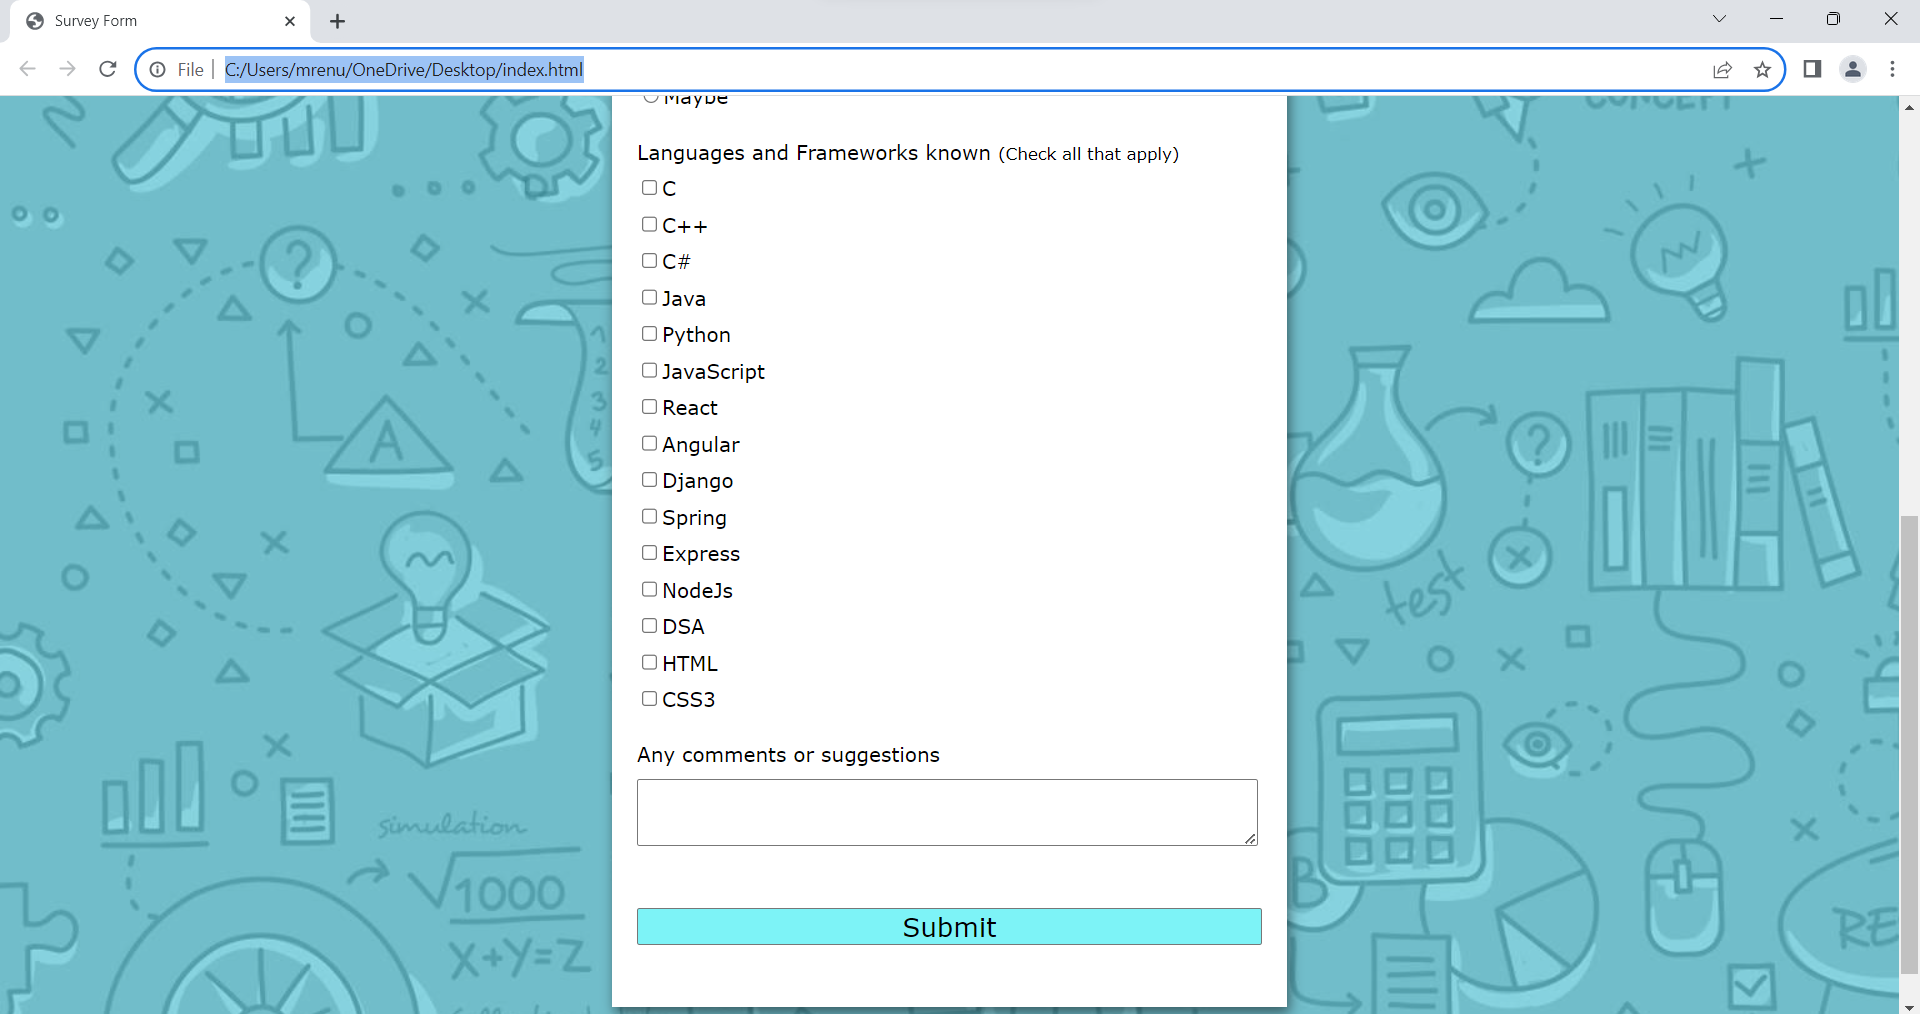 Survey Form
File | C:/Users/mrenu/OneDrive/Desktop/index.html
Maybe
CONCEPT
Languages and Frameworks known (Check all that apply)
C
C++
C#
Java
Python
JavaScript
React
Angular
Django
Spring
Express
NodeJs
DSA
HTML
CSS3
Any comments or suggestions
Submit
?
A
1
2
3
4
5
simulation
√1000
X+Y=Z
?
test
B
RE